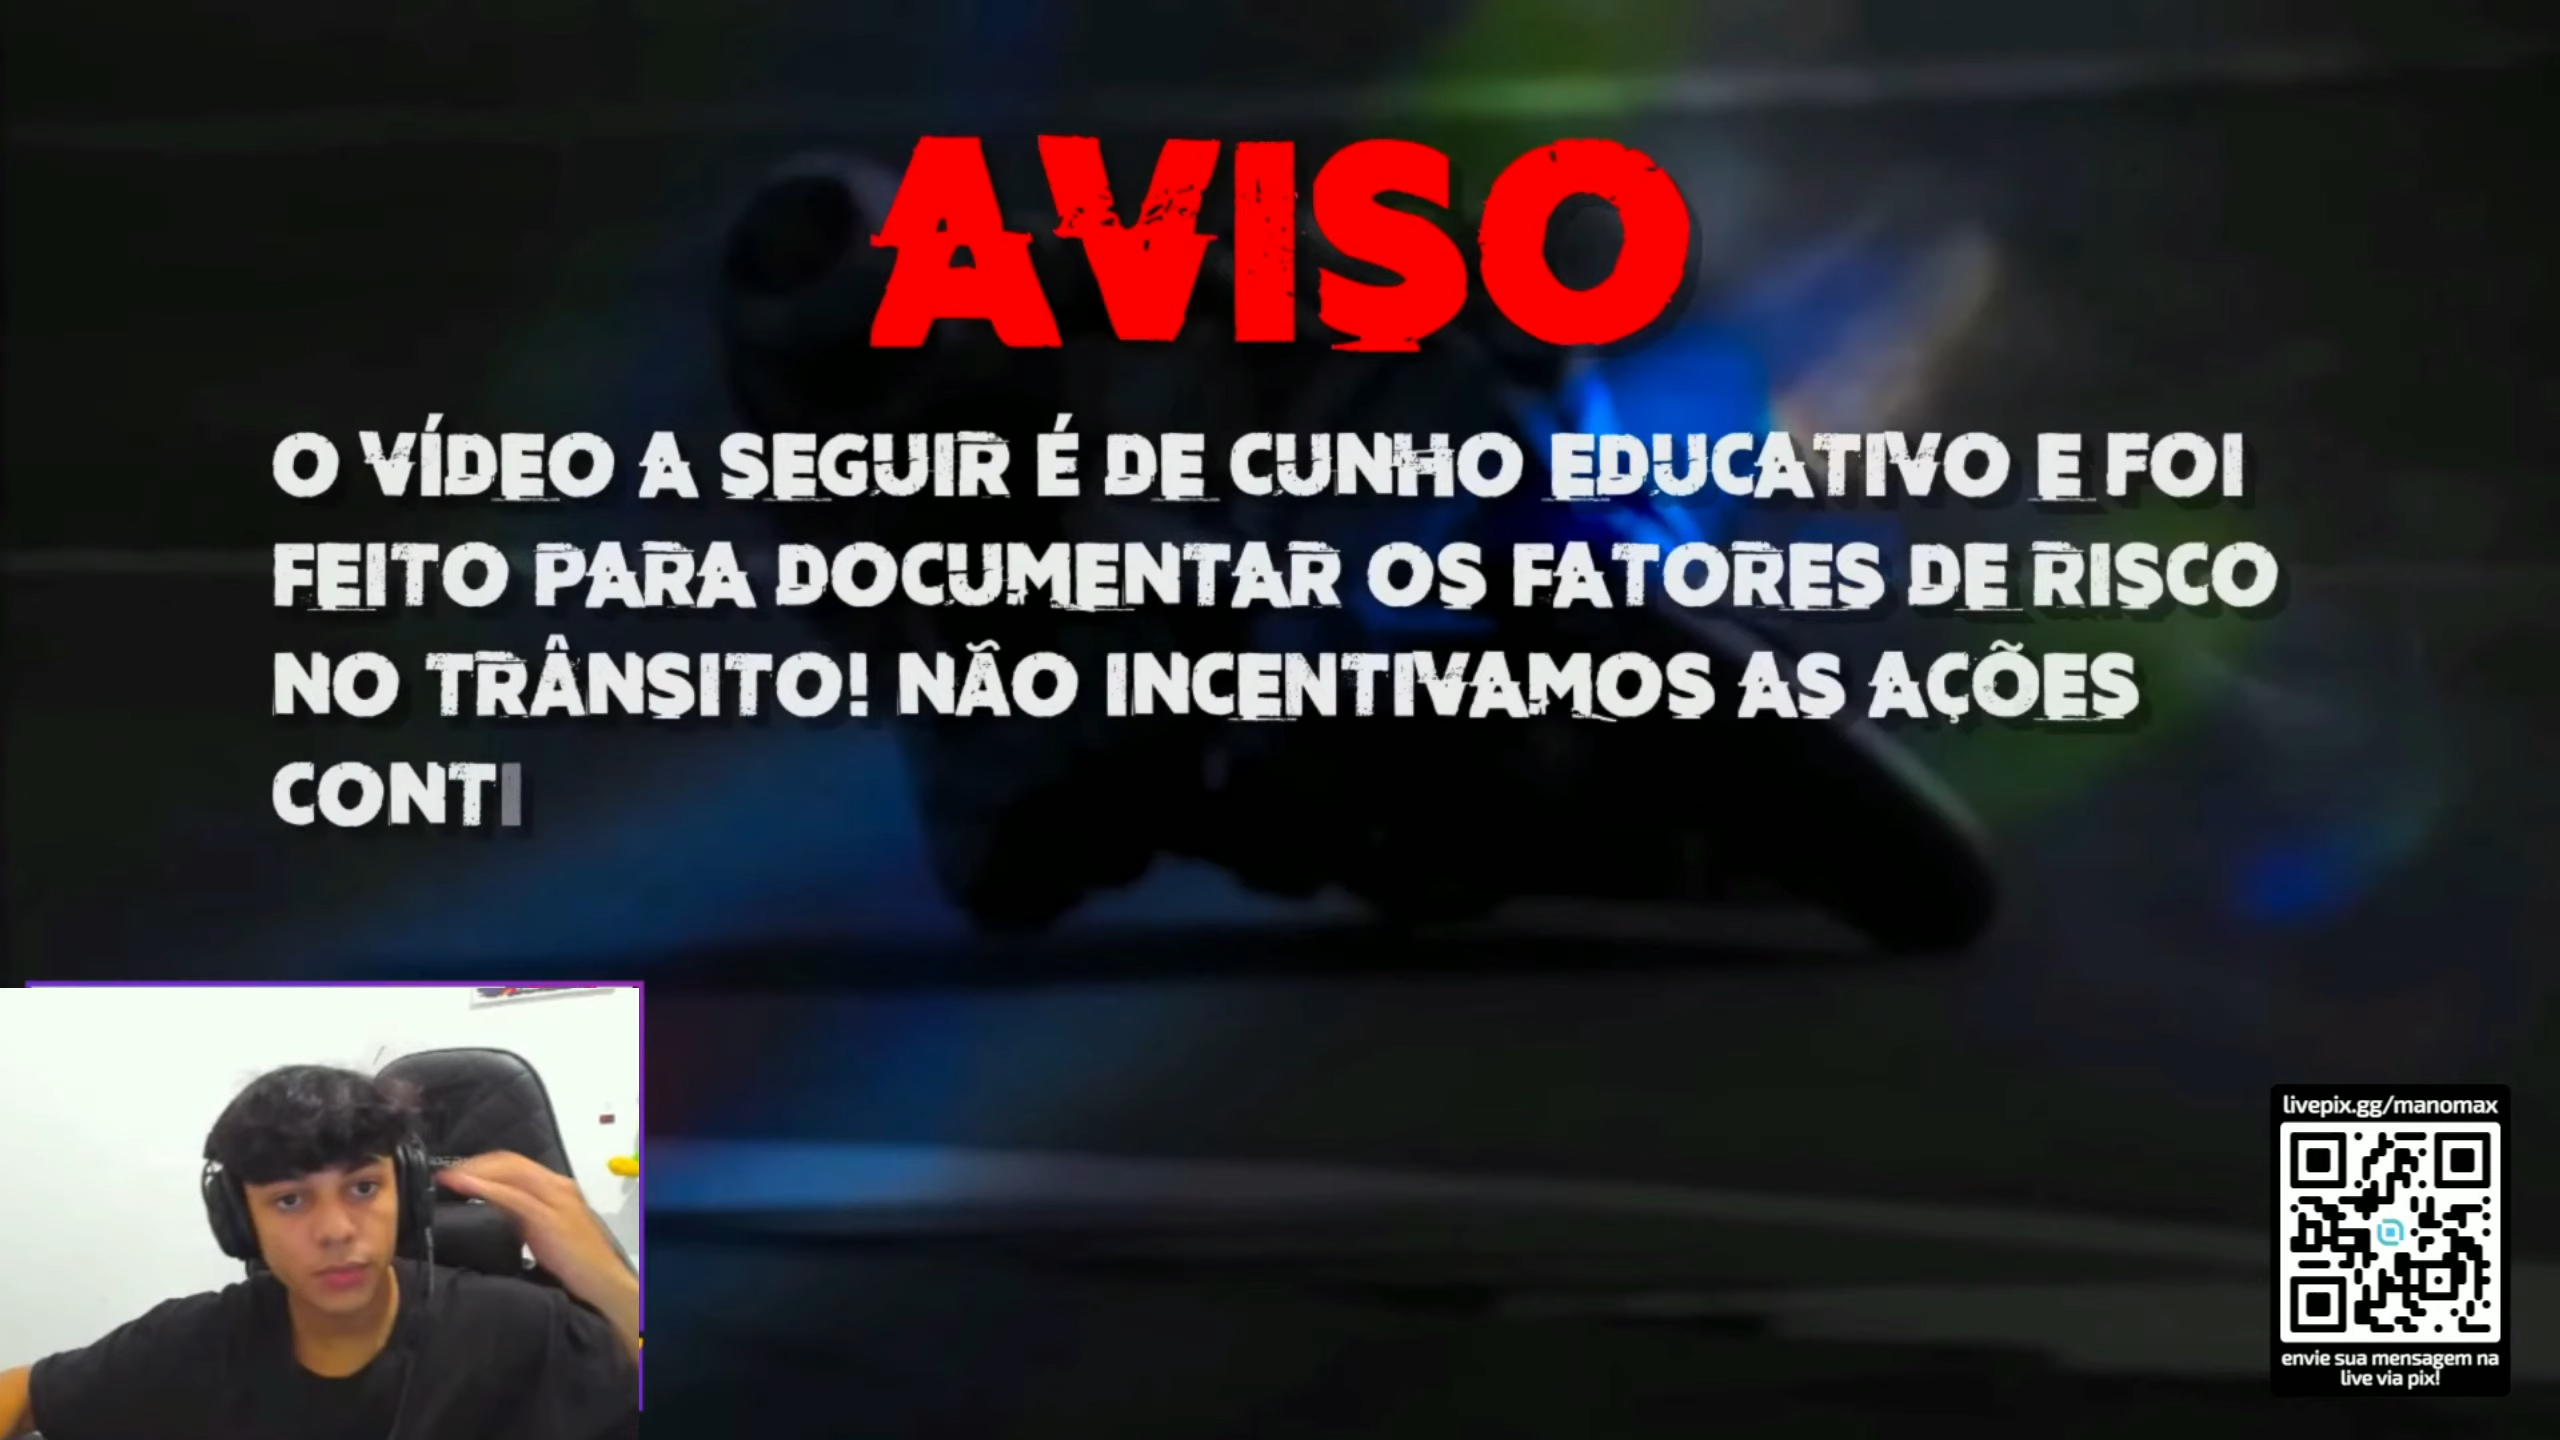 AVISO
O VÍDEO A SEGUIR É DE CUNHO EDUCATIVO E FOI
FEITO PARA DOCUMENTAR OS FATORES DE RISCO
NO TRÂNSITO! NÃO INCENTIVAMOS AS AÇÕES
CONTI
livepix.gg/manomax
envie sua mensagem na
live via pix!